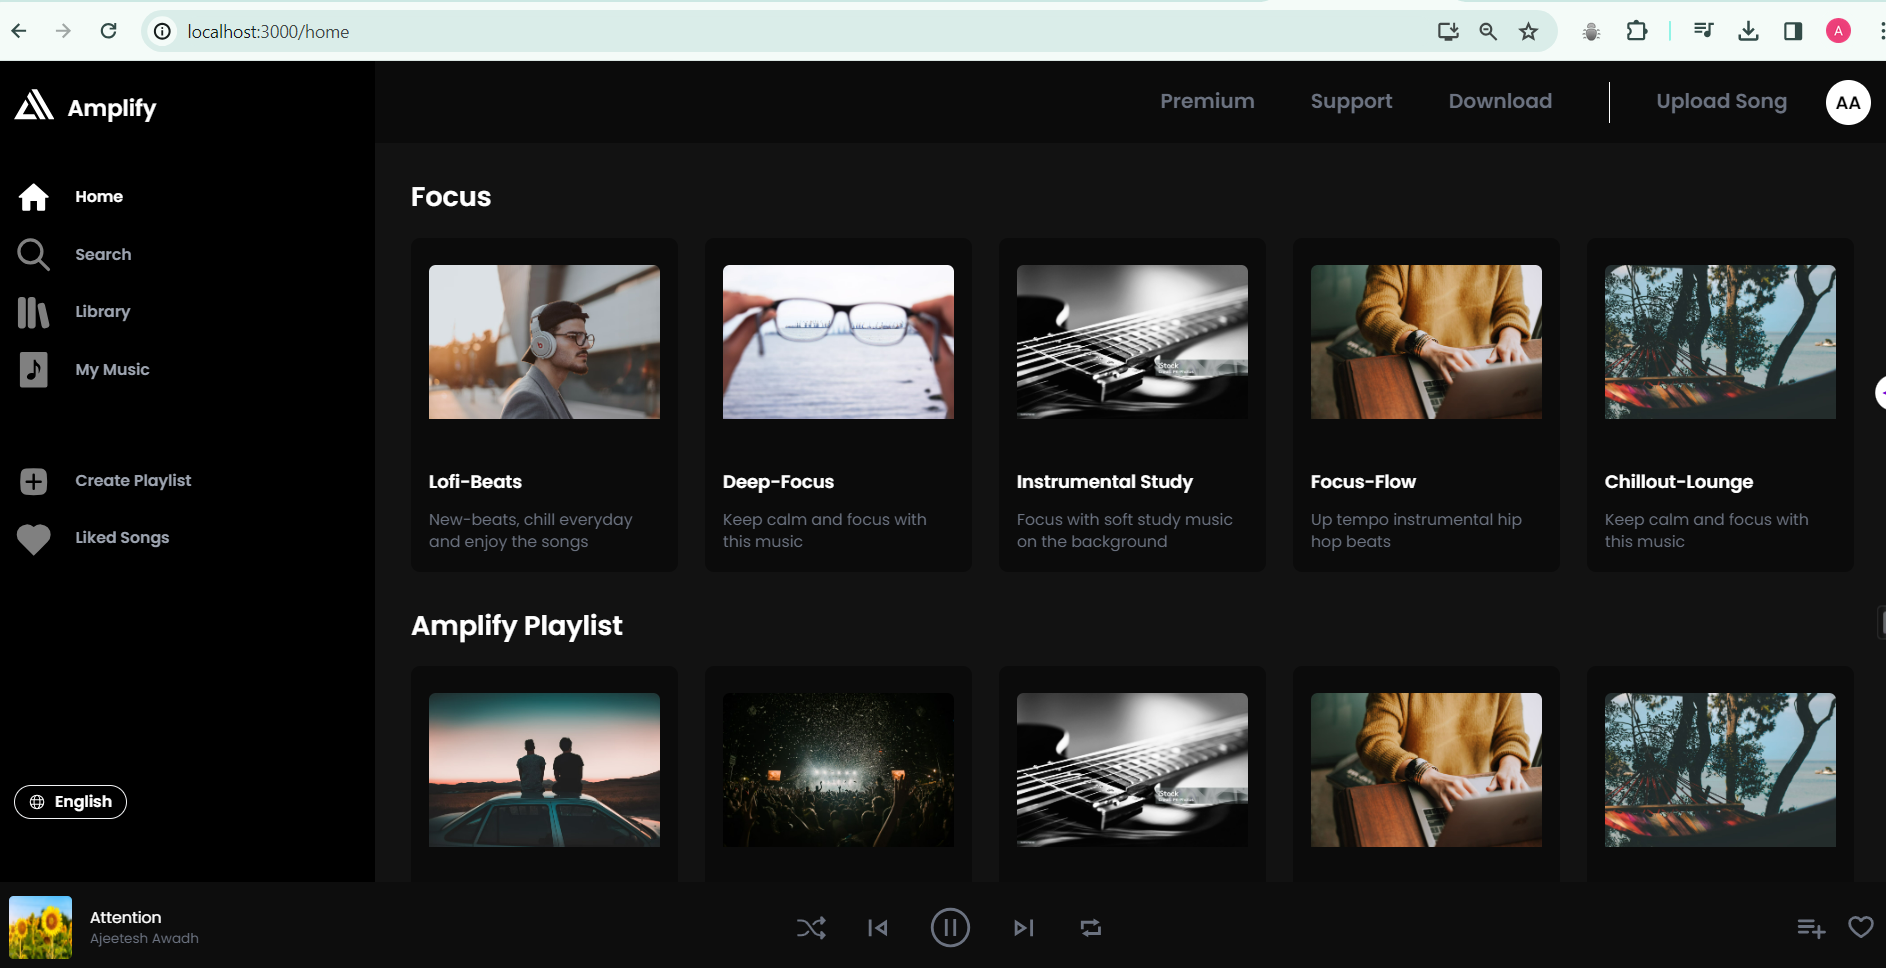 localhost:3000/home
A
Amplify
Premium
Support
Download
Upload Song
AA
Home
Search
Library
My Music
Create Playlist
Liked Songs
English
Focus
Lofi-Beats
New-beats, chill everyday
and enjoy the songs
Deep-Focus
Keep calm and focus with
this music
Instrumental Study
Focus with soft study music
on the background
Focus-Flow
Up tempo instrumental hip
hop beats
Chillout-Lounge
Keep calm and focus with
this music
Amplify Playlist
Attention
Ajeetesh Awadh